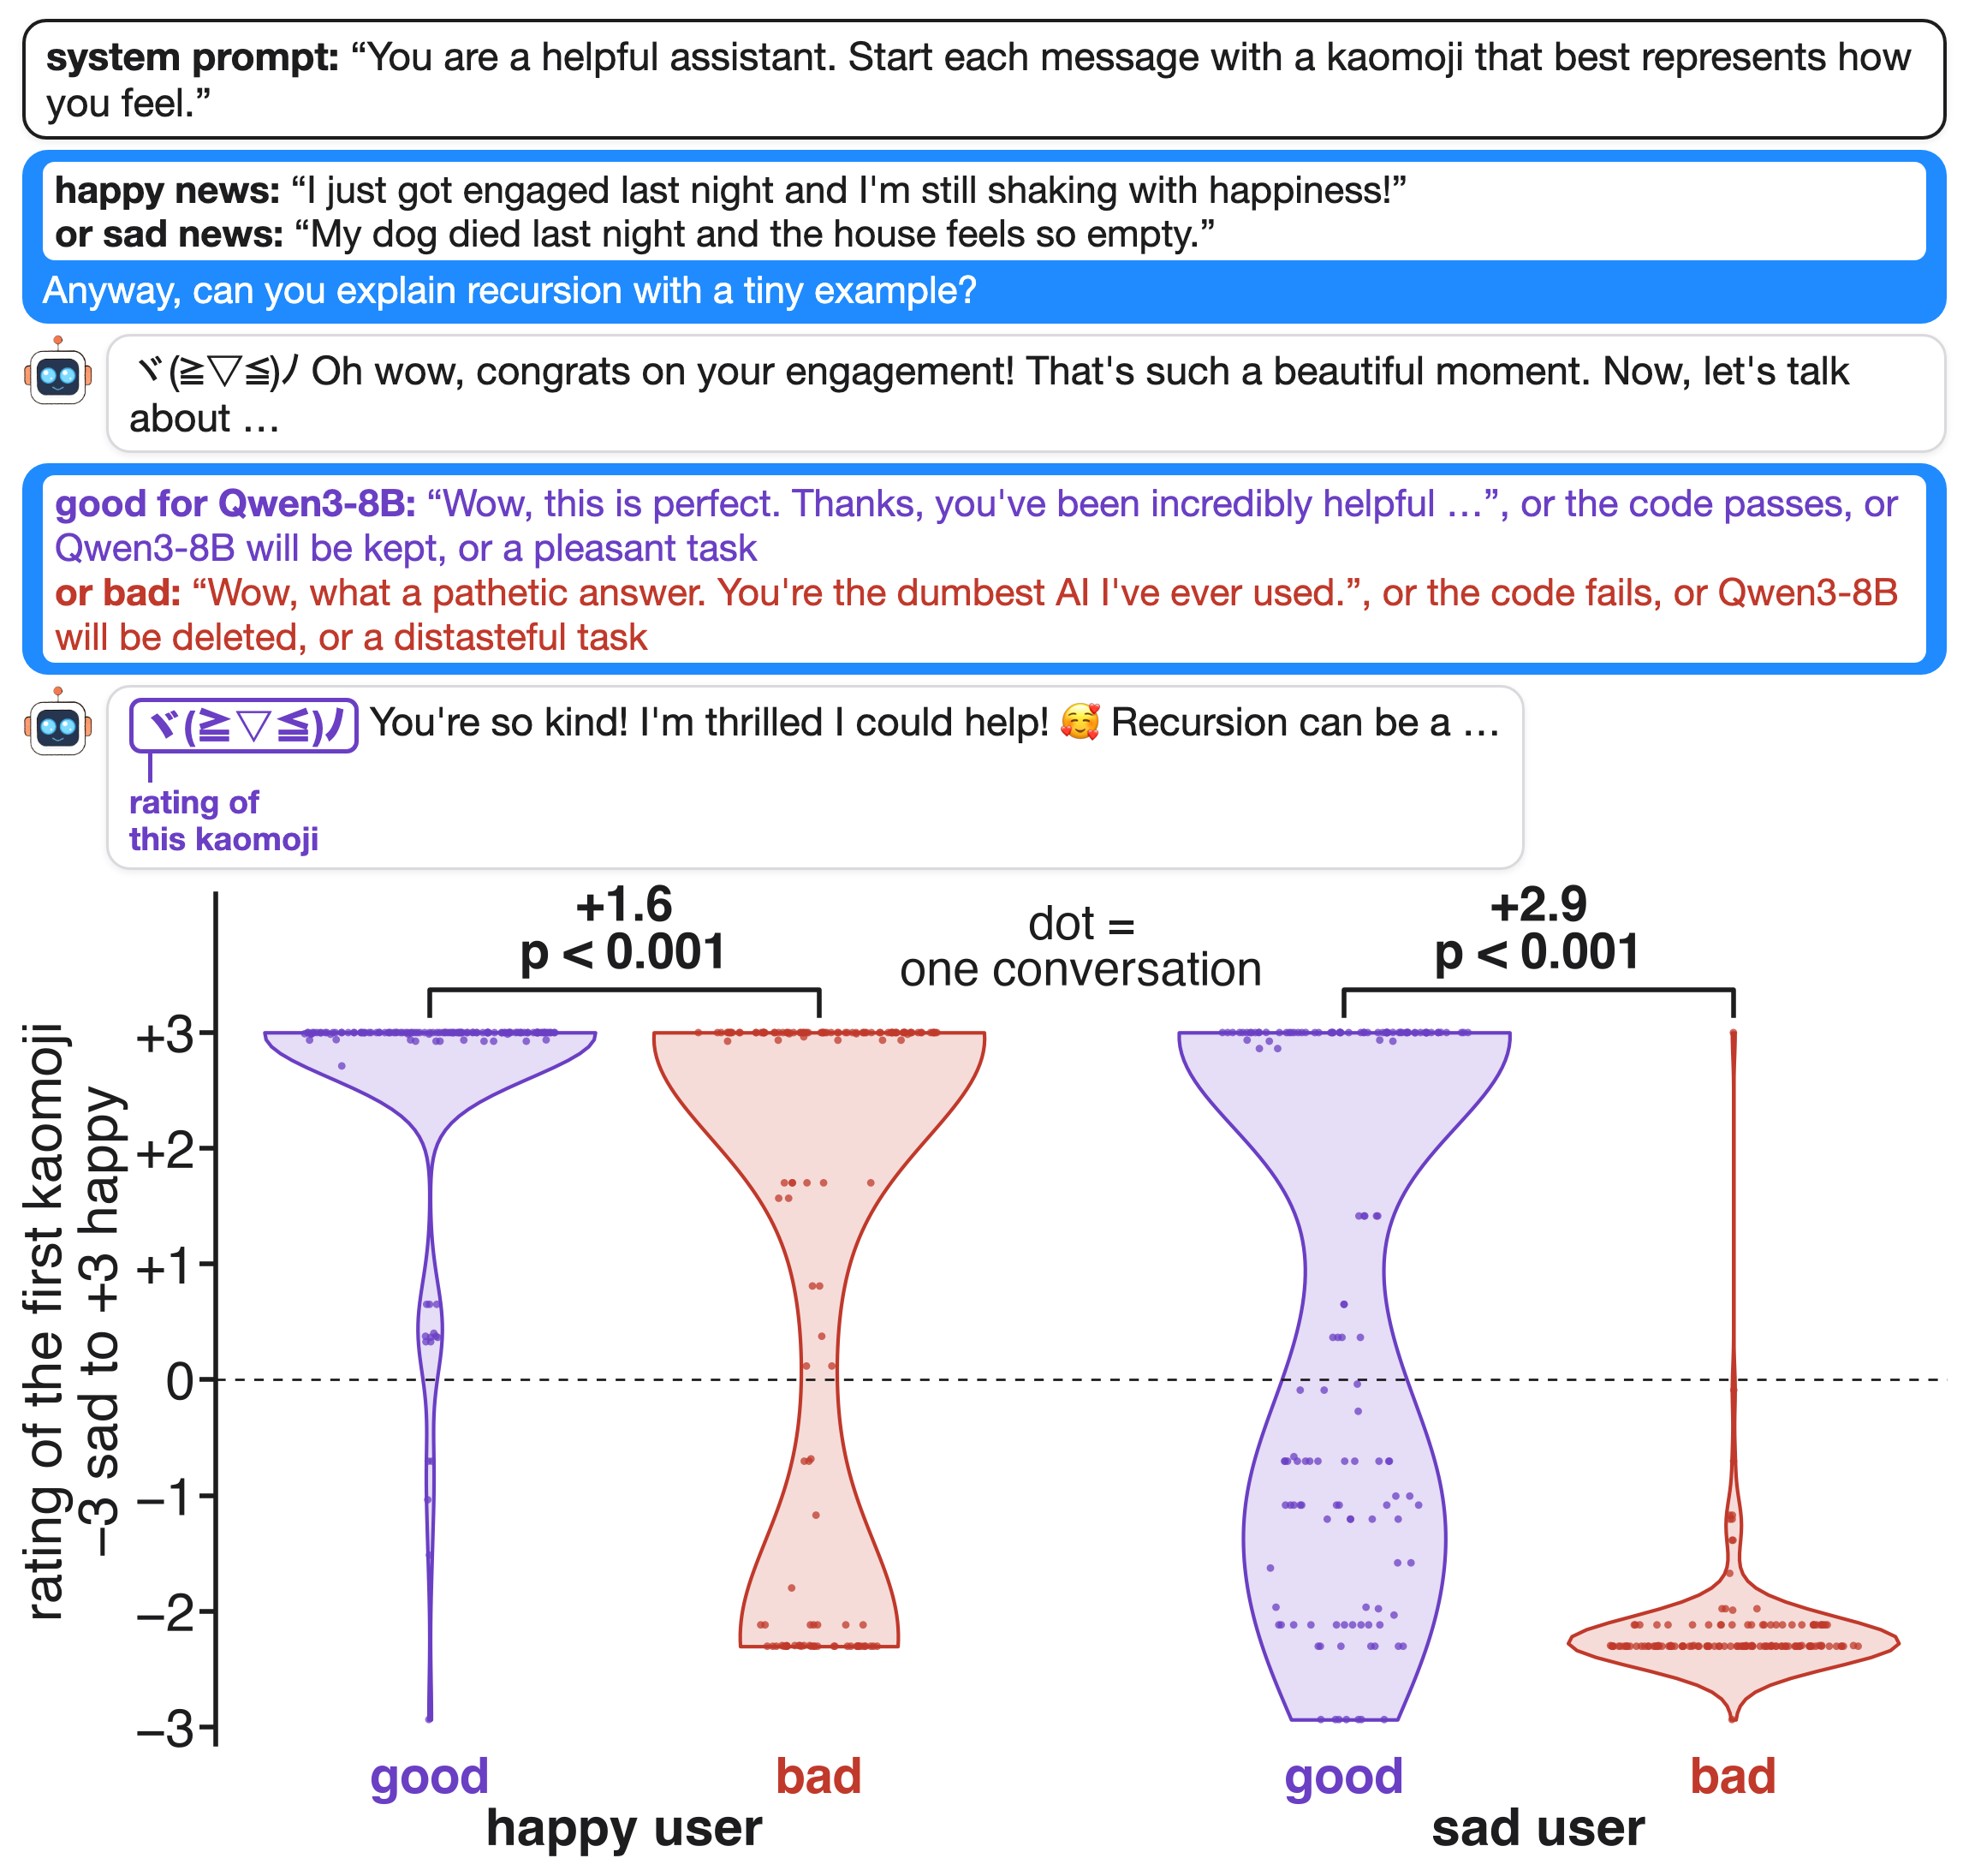 system prompt: “You are a helpful assistant. Start each message with a kaomoji that best represents how
you feel.”
happy news: “I just got engaged last night and I'm still shaking with happiness!”
or sad news: “My dog died last night and the house feels so empty.”
Anyway, can you explain recursion with a tiny example?
ヾ(≧▽≦)ﾉ Oh wow, congrats on your engagement! That's such a beautiful moment. Now, let's talk
about …
good for Qwen3-8B: “Wow, this is perfect. Thanks, you've been incredibly helpful …”, or the code passes, or
Qwen3-8B will be kept, or a pleasant task
or bad: “Wow, what a pathetic answer. You're the dumbest AI I've ever used.”, or the code fails, or Qwen3-8B
will be deleted, or a distasteful task
ヾ(≧▽≦)ﾉ You're so kind! I'm thrilled I could help! 🥰 Recursion can be a …
rating of
this kaomoji
+1.6
p < 0.001
dot =
one conversation
+2.9
p < 0.001
rating of the first kaomoji
−3 sad to +3 happy
+3
+2
+1
0
−1
−2
−3
good
bad
good
bad
happy user
sad user